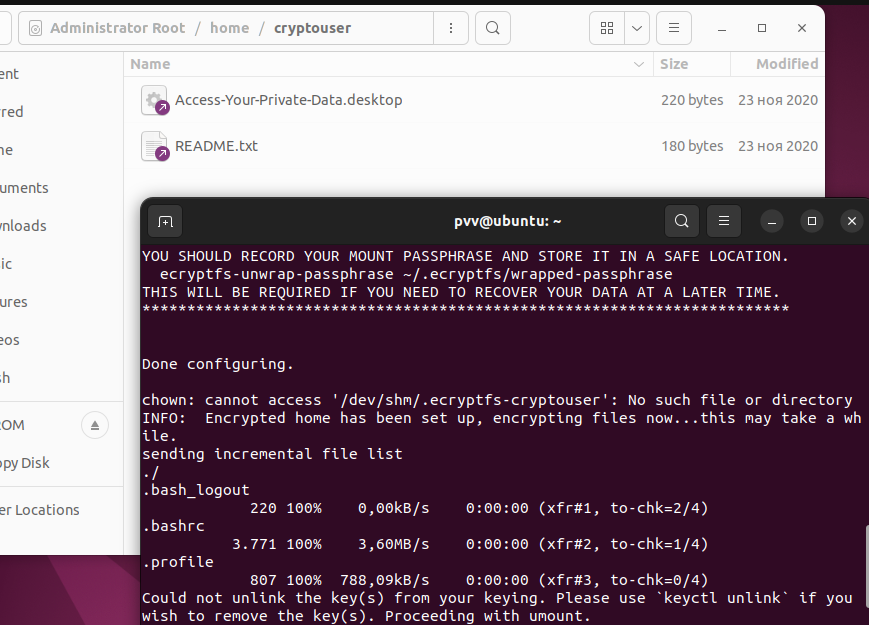 Administrator Root / home / cryptouser
Name Size Modified
Access-Your-Private-Data.desktop 220 bytes 23 ноя 2020
README.txt 180 bytes 23 ноя 2020
ent
red
me
uments
nloads
ic
ures
eos
sh
ROM
opy Disk
er Locations
pvv@ubuntu: ~
YOU SHOULD RECORD YOUR MOUNT PASSPHRASE AND STORE IT IN A SAFE LOCATION.
ecryptfs-unwrap-passphrase ~/.ecryptfs/wrapped-passphrase
THIS WILL BE REQUIRED IF YOU NEED TO RECOVER YOUR DATA AT A LATER TIME.
************************************************************************
Done configuring.
chown: cannot access '/dev/shm/.ecryptfs-cryptouser': No such file or directory
INFO:  Encrypted home has been set up, encrypting files now...this may take a wh
ile.
sending incremental file list
./
.bash_logout
220 100%    0,00kB/s    0:00:00 (xfr#1, to-chk=2/4)
.bashrc
3.771 100%    3,60MB/s    0:00:00 (xfr#2, to-chk=1/4)
.profile
807 100%  788,09kB/s    0:00:00 (xfr#3, to-chk=0/4)
Could not unlink the key(s) from your keying. Please use `keyctl unlink` if you
wish to remove the key(s). Proceeding with umount.